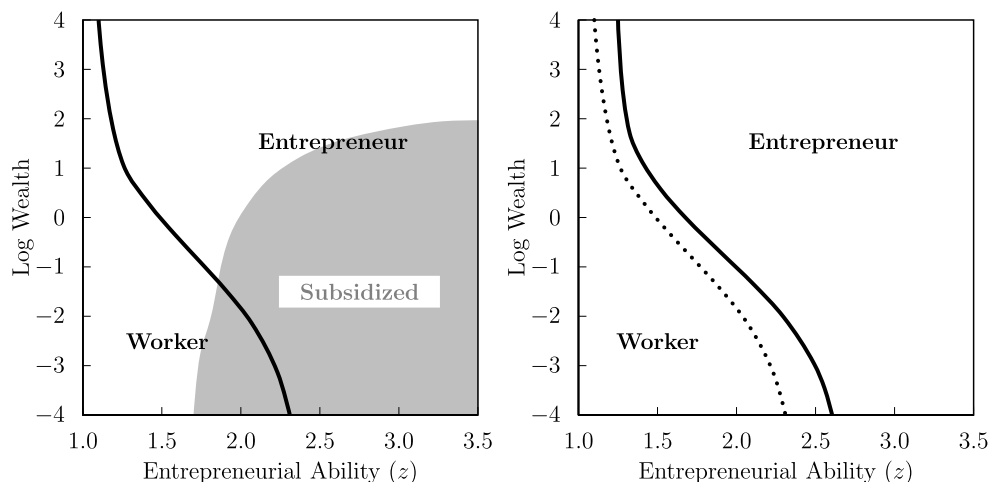 4
3
2
1
0
−1
−2
−3
−4
Log Wealth
Entrepreneur
Subsidized
Worker
1.0 1.5 2.0 2.5 3.0 3.5
Entrepreneurial Ability (z)
4
3
2
1
0
−1
−2
−3
−4
Log Wealth
Entrepreneur
Worker
1.0 1.5 2.0 2.5 3.0 3.5
Entrepreneurial Ability (z)